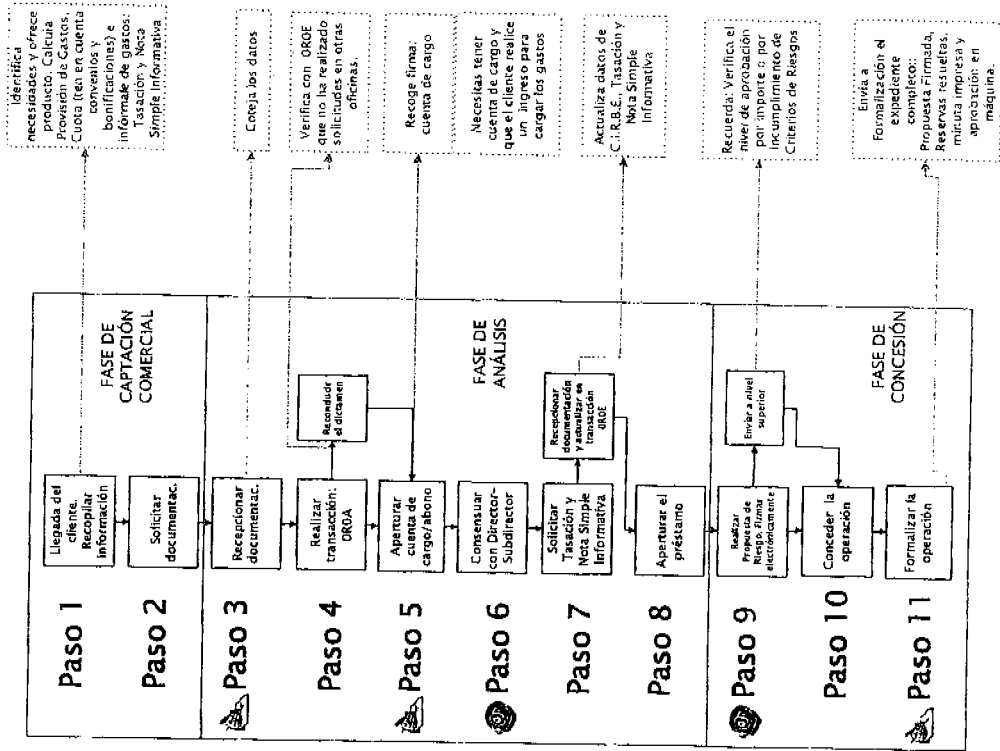 FASE DE
CAPTACIÓN
COMERCIAL
Paso 1
Llegada del
cliente.
Recopilar
información
Identifica
necesidades y ofrece
producto. Calcula
Provisión de Gastos,
Cuota (ten en cuenta
convenios y
bonificaciones) e
informale de gastos:
Tasación y Nota
Simple Informativa
Paso 2
Solicitar
documentac.
FASE DE
ANÁLISIS
Paso 3
Recepcionar
documentac.
Coteja los datos
Paso 4
Realizar
transacción:
OROA
Reconducir
el dictamen
Verifica con OROE
que no ha realizado
solicitudes en otras
oficinas.
Paso 5
Aperturar
cuenta de
cargo/abono
Recoge firma:
cuenta de cargo
Necesitas tener
cuenta de cargo y
que el cliente realice
un ingreso para
cargar los gastos
Paso 6
Consensuar
con Director-
Subdirector
Paso 7
Solicitar
Tasación y
Nota Simple
Informativa
Recepcionar
documentación
y actualizar en
transacción
OROE
Actualiza datos de
C.I.R.B.E., Tasación y
Nota Simple
Informativa
Paso 8
Aperturar el
préstamo
FASE DE
CONCESIÓN
Paso 9
Realizar
Propuesta de
Riesgo. Firmar
electrónicamente
Enviar a nivel
superior
Recuerda: Verifica el
nivel de aprobación
por importe o por
incumplimiento de
Criterios de Riesgos
Paso 10
Conceder la
operación
Paso 11
Formalizar la
operación
Envía a
Formalización el
expediente
completo:
Propuesta Firmada,
Reservas resueltas,
minuta impresa y
aprobación en
máquina.